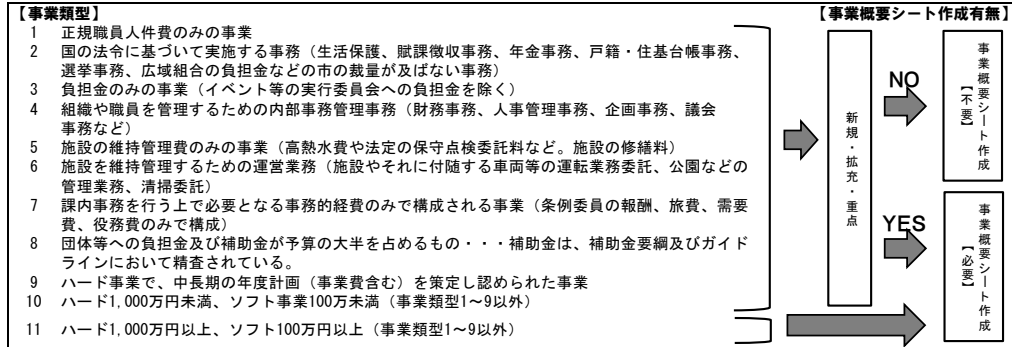 【事業類型】
【事業概要シート作成有無】
1 正規職員人件費のみの事業
2 国の法令に基づいて実施する事務（生活保護、賦課徴収事務、年金事務、戸籍・住基台帳事務、
選挙事務、広域組合の負担金などの市の裁量が及ばない事務）
3 負担金のみの事業（イベント等の実行委員会への負担金を除く）
4 組織や職員を管理するための内部事務管理事務（財務事務、人事管理事務、企画事務、議会
事務など）
5 施設の維持管理費のみの事業（高熱水費や法定の保守点検委託料など。施設の修繕料）
6 施設を維持管理するための運営業務（施設やそれに付随する車両等の運転業務委託、公園などの
管理業務、清掃委託）
7 課内事務を行う上で必要となる事務的経費のみで構成される事業（条例委員の報酬、旅費、需要
費、役務費のみで構成）
8 団体等への負担金及び補助金が予算の大半を占めるもの・・・補助金は、補助金要綱及びガイド
ラインにおいて精査されている。
9 ハード事業で、中長期の年度計画（事業費含む）を策定し認められた事業
10 ハード1,000万円未満、ソフト事業100万未満（事業類型1～9以外）
11 ハード1,000万円以上、ソフト100万円以上（事業類型1～9以外）
新規・拡充・重点
NO
事業概要シート作成
【不要】
YES
事業概要シート作成
【必要】